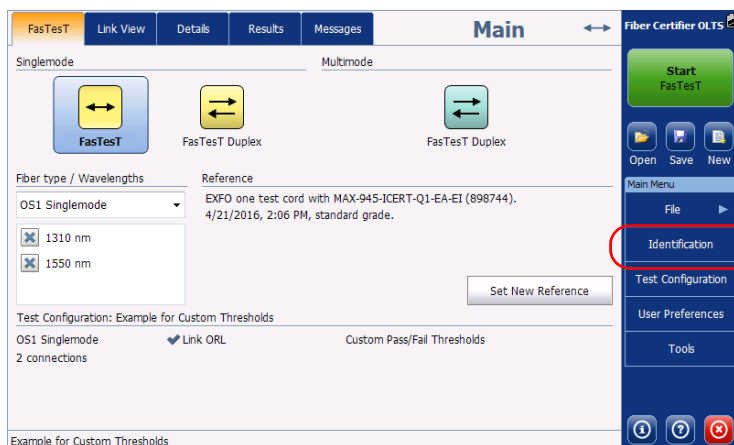 FasTesT
Link View
Details
Results
Messages
Main
Fiber Certifier OLTS
Singlemode
Multimode
FasTesT
FasTesT Duplex
FasTesT Duplex
Start
FasTesT
Open
Save
New
Fiber type / Wavelengths
Reference
OS1 Singlemode
EXFO one test cord with MAX-945-ICERT-Q1-EA-EI (898744).
4/21/2016, 2:06 PM, standard grade.
1310 nm
1550 nm
Set New Reference
Main Menu
File
Identification
Test Configuration
User Preferences
Tools
Test Configuration: Example for Custom Thresholds
OS1 Singlemode
Link ORL
Custom Pass/Fail Thresholds
2 connections
Example for Custom Thresholds